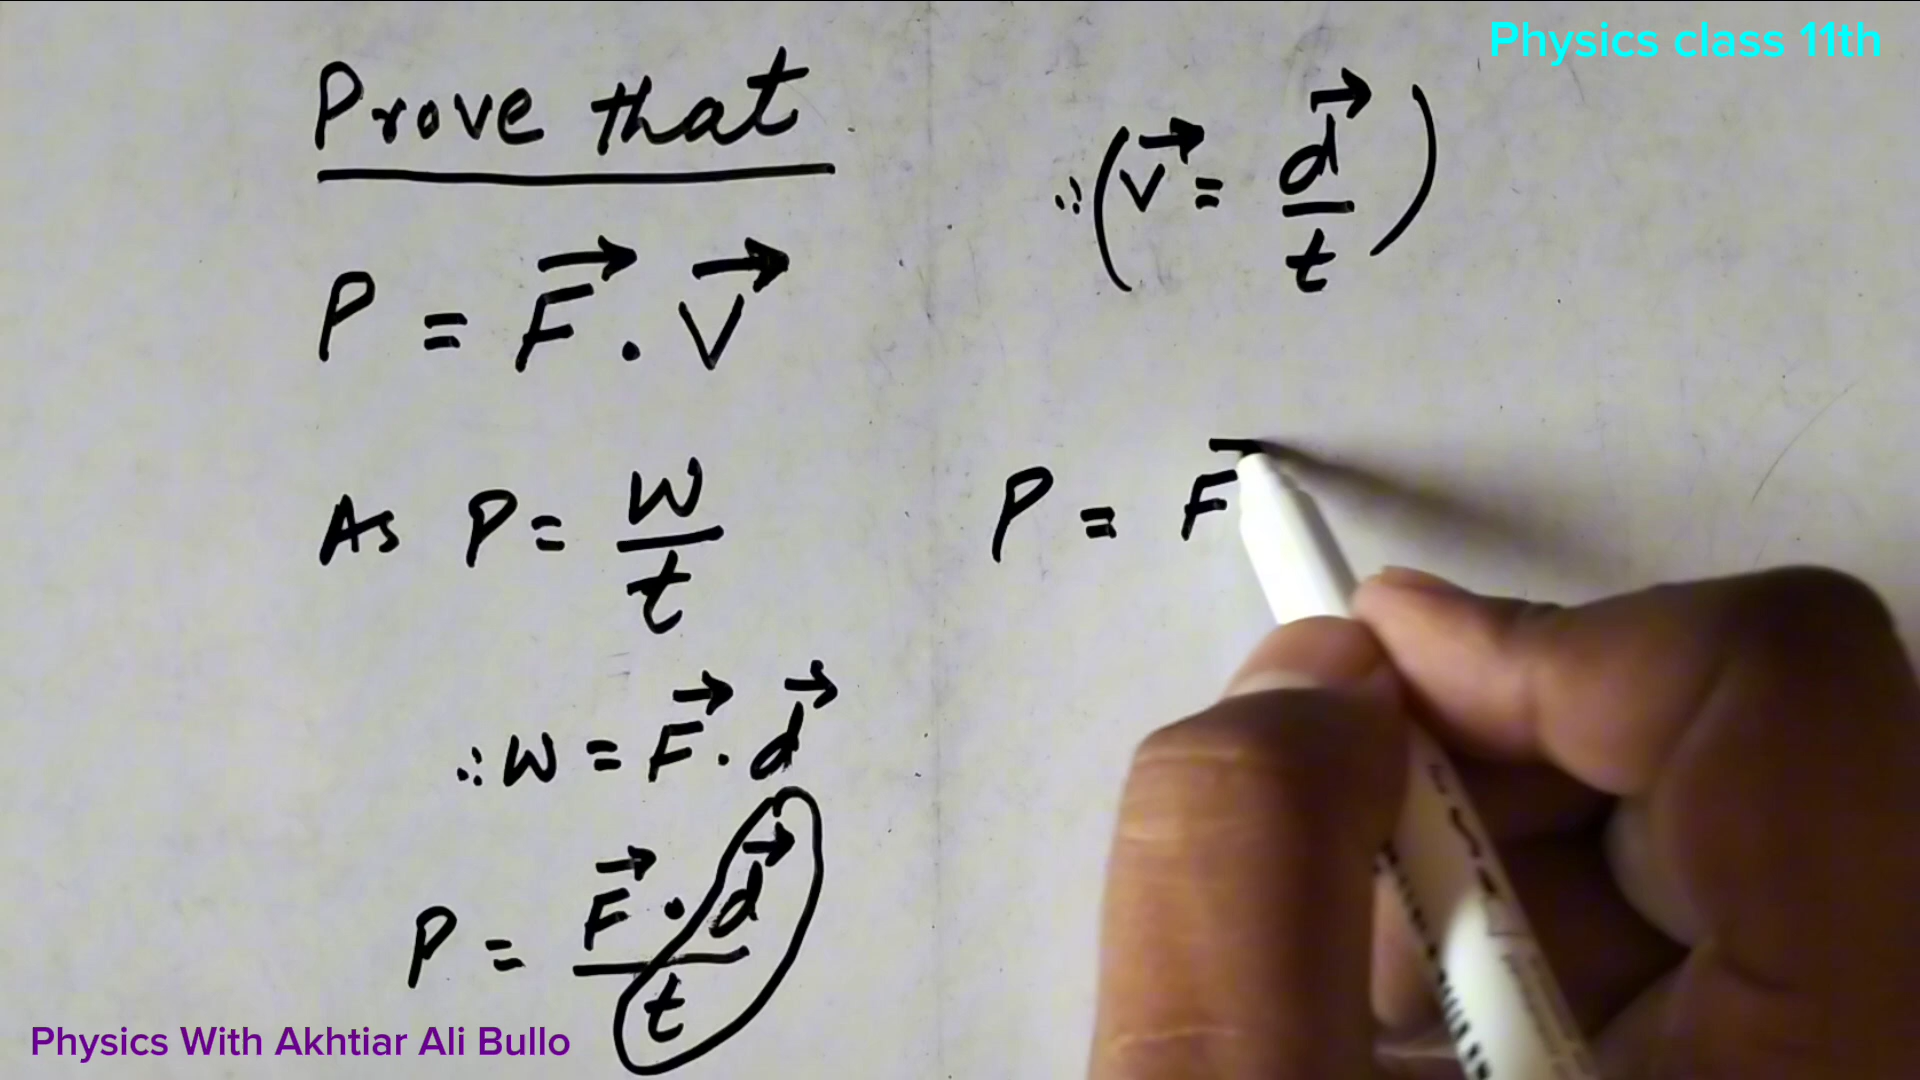 Physics class 11th
Prove that
P = F⃗ . V⃗
As P = W/t
∵ W = F⃗ . d⃗
P = F⃗ . d⃗ / t
∵ (V⃗ = d⃗/t)
P = F⃗
Physics With Akhtiar Ali Bullo